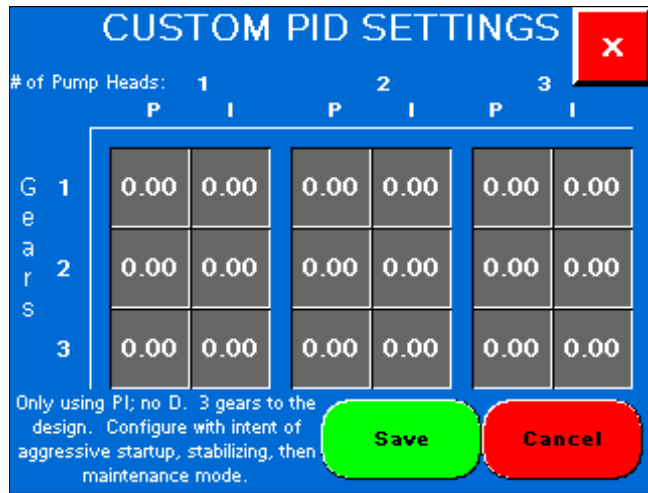 CUSTOM PID SETTINGS
x
# of Pump Heads: 1 2 3
P I P I P I
Gears
1 0.00 0.00 0.00 0.00 0.00 0.00
2 0.00 0.00 0.00 0.00 0.00 0.00
3 0.00 0.00 0.00 0.00 0.00 0.00
Only using PI; no D. 3 gears to the
design. Configure with intent of
aggressive startup, stabilizing, then
maintenance mode.
Save Cancel